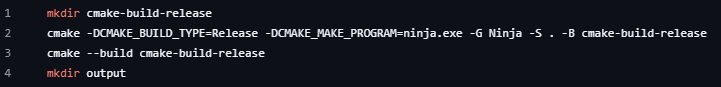 1 mkdir cmake-build-release
2 cmake -DCMAKE_BUILD_TYPE=Release -DCMAKE_MAKE_PROGRAM=ninja.exe -G Ninja -S . -B cmake-build-release
3 cmake --build cmake-build-release
4 mkdir output